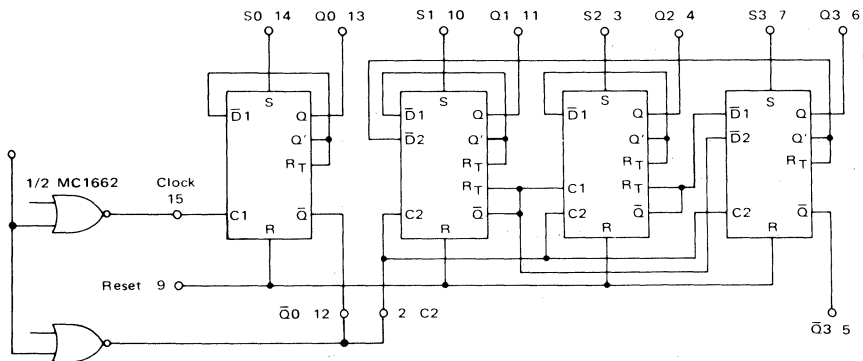 S0 14 Q0 13 S1 10 Q1 11 S2 3 Q2 4 S3 7 Q3 6
S S S S
D̅1 Q D̅1 Q D̅1 Q D̅1 Q
Q' D̅2 Q' Q' D̅2 Q'
RT RT RT RT
1/2 MC1662 Clock
15
RT C1 RT
C1 Q̅ C2 Q̅ C2 Q̅ C2 Q̅
R R R R
Reset 9
Q̅0 12 2 C2
Q̅3 5